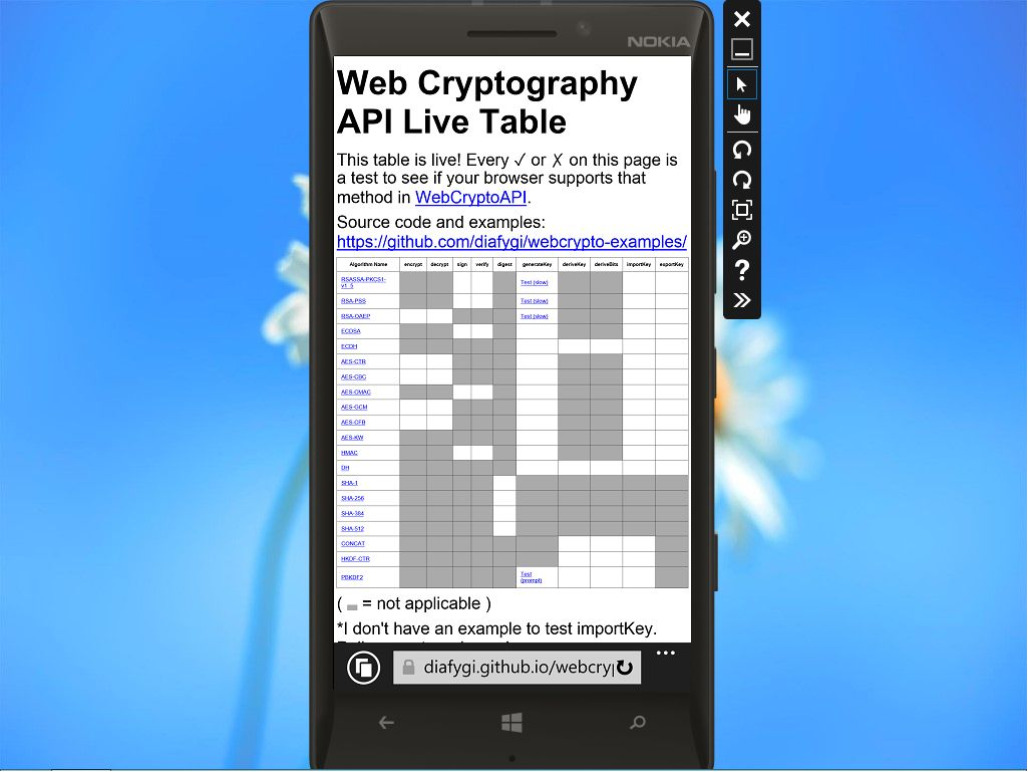 NOKIA
Web Cryptography
API Live Table
This table is live! Every ✓ or ╳ on this page is
a test to see if your browser supports that
method in WebCryptoAPI.
Source code and examples:
https://github.com/diafygi/webcrypto-examples/
Algorithm Name encrypt decrypt sign verify digest generateKey deriveKey deriveBits importKey exportKey
RSASSA-PKCS1-
v1_5 Test (slow)
RSA-PSS Test (slow)
RSA-OAEP Test (slow)
ECDSA
ECDH
AES-CTR
AES-CBC
AES-CMAC
AES-GCM
AES-CFB
AES-KW
HMAC
DH
SHA-1
SHA-256
SHA-384
SHA-512
CONCAT
HKDF-CTR
PBKDF2 Test
(prompt)
( = not applicable )
*I don't have an example to test importKey.
diafygi.github.io/webcry
?